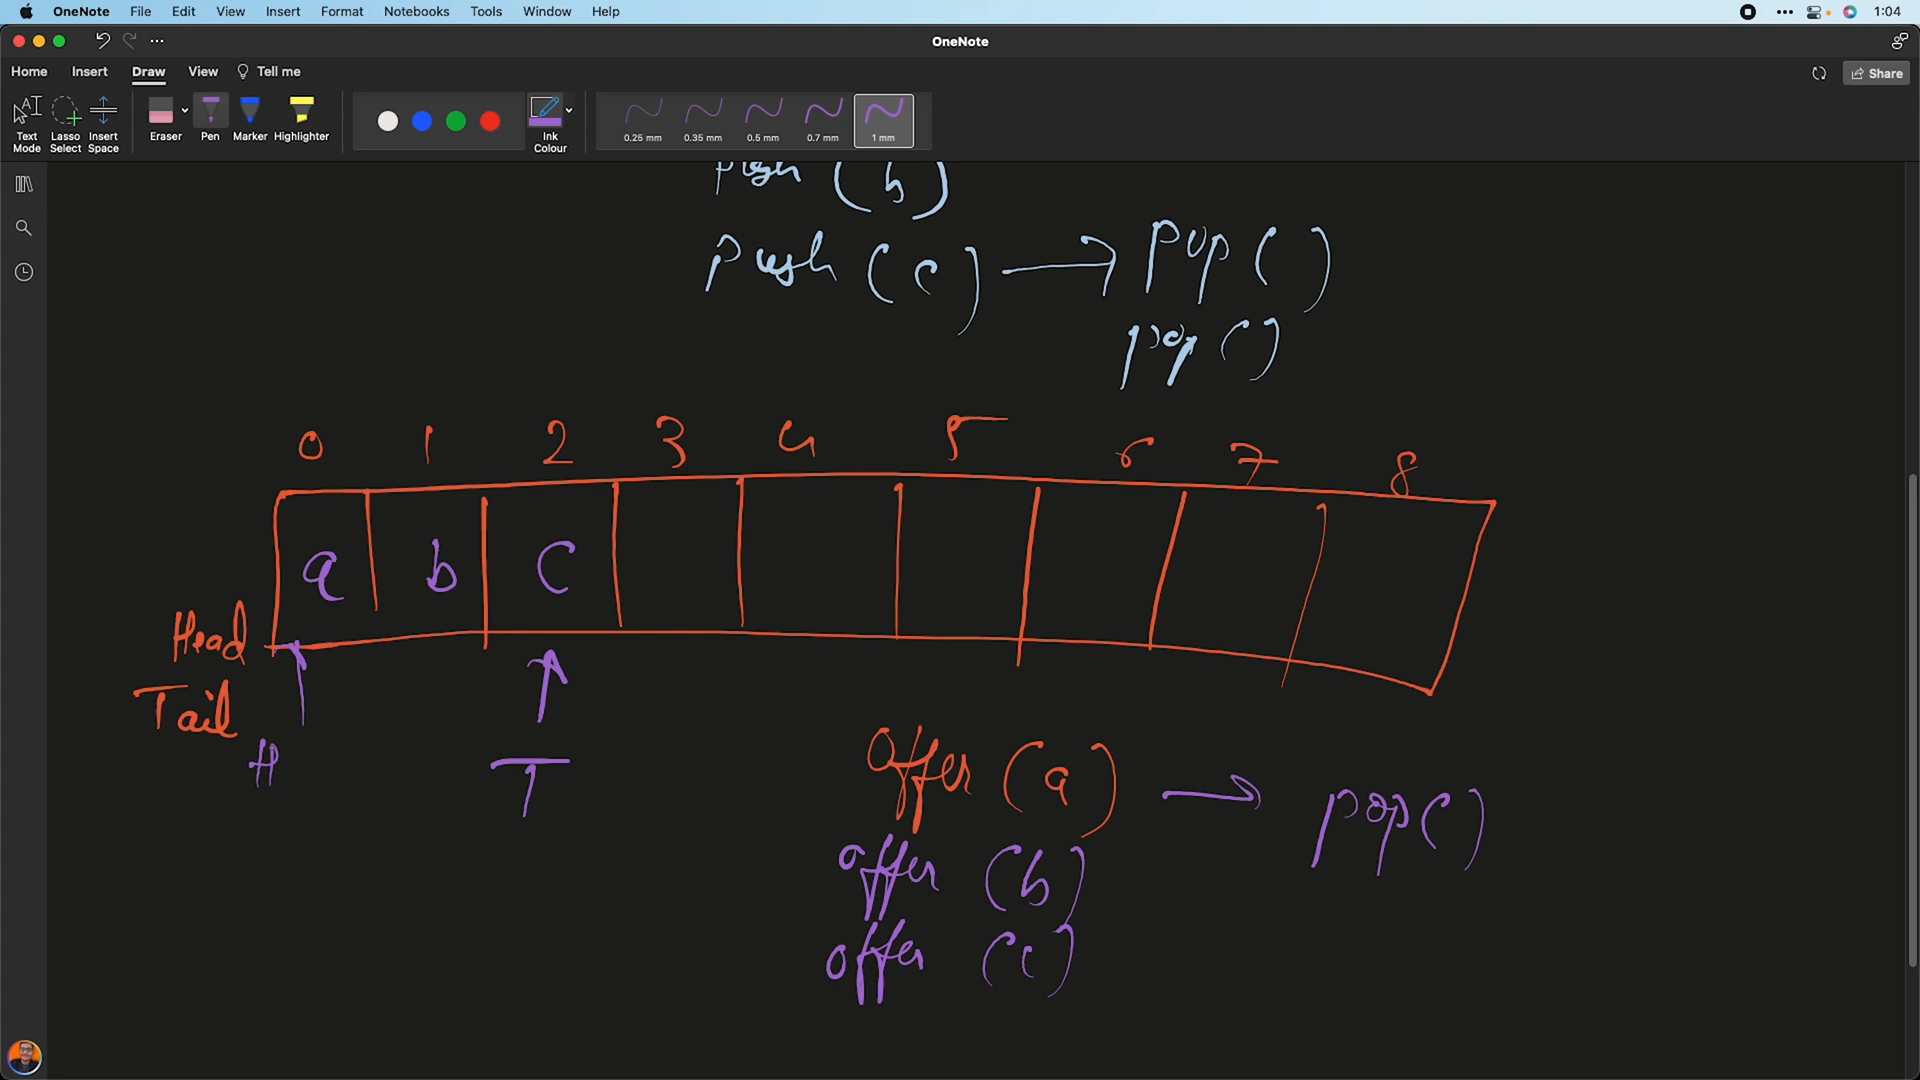 OneNote File Edit View Insert Format Notebooks Tools Window Help 1:04
OneNote
Home Insert Draw View Tell me Share
Text Mode Lasso Select Insert Space Eraser Pen Marker Highlighter Ink Colour 0.25 mm 0.35 mm 0.5 mm 0.7 mm 1 mm
push (b)
push (c) → pop ( )
pop ( )
0 1 2 3 4 5 6 7 8
a b c
Head
Tail
H T
Offer (a) → pop ( )
offer (b)
offer (c)